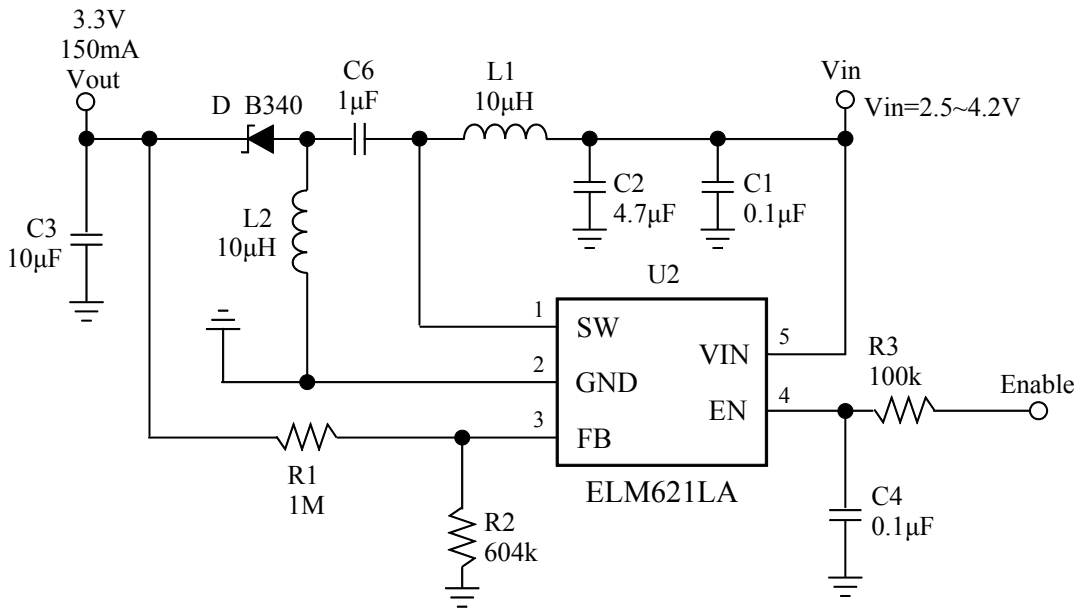 3.3V
150mA
Vout
D B340
C6
1μF
L1
10μH
Vin
Vin=2.5~4.2V
C2
4.7μF
C1
0.1μF
C3
10μF
L2
10μH
U2
1
SW
2
GND
3
FB
VIN
5
EN
4
R3
100k
Enable
ELM621LA
R1
1M
R2
604k
C4
0.1μF